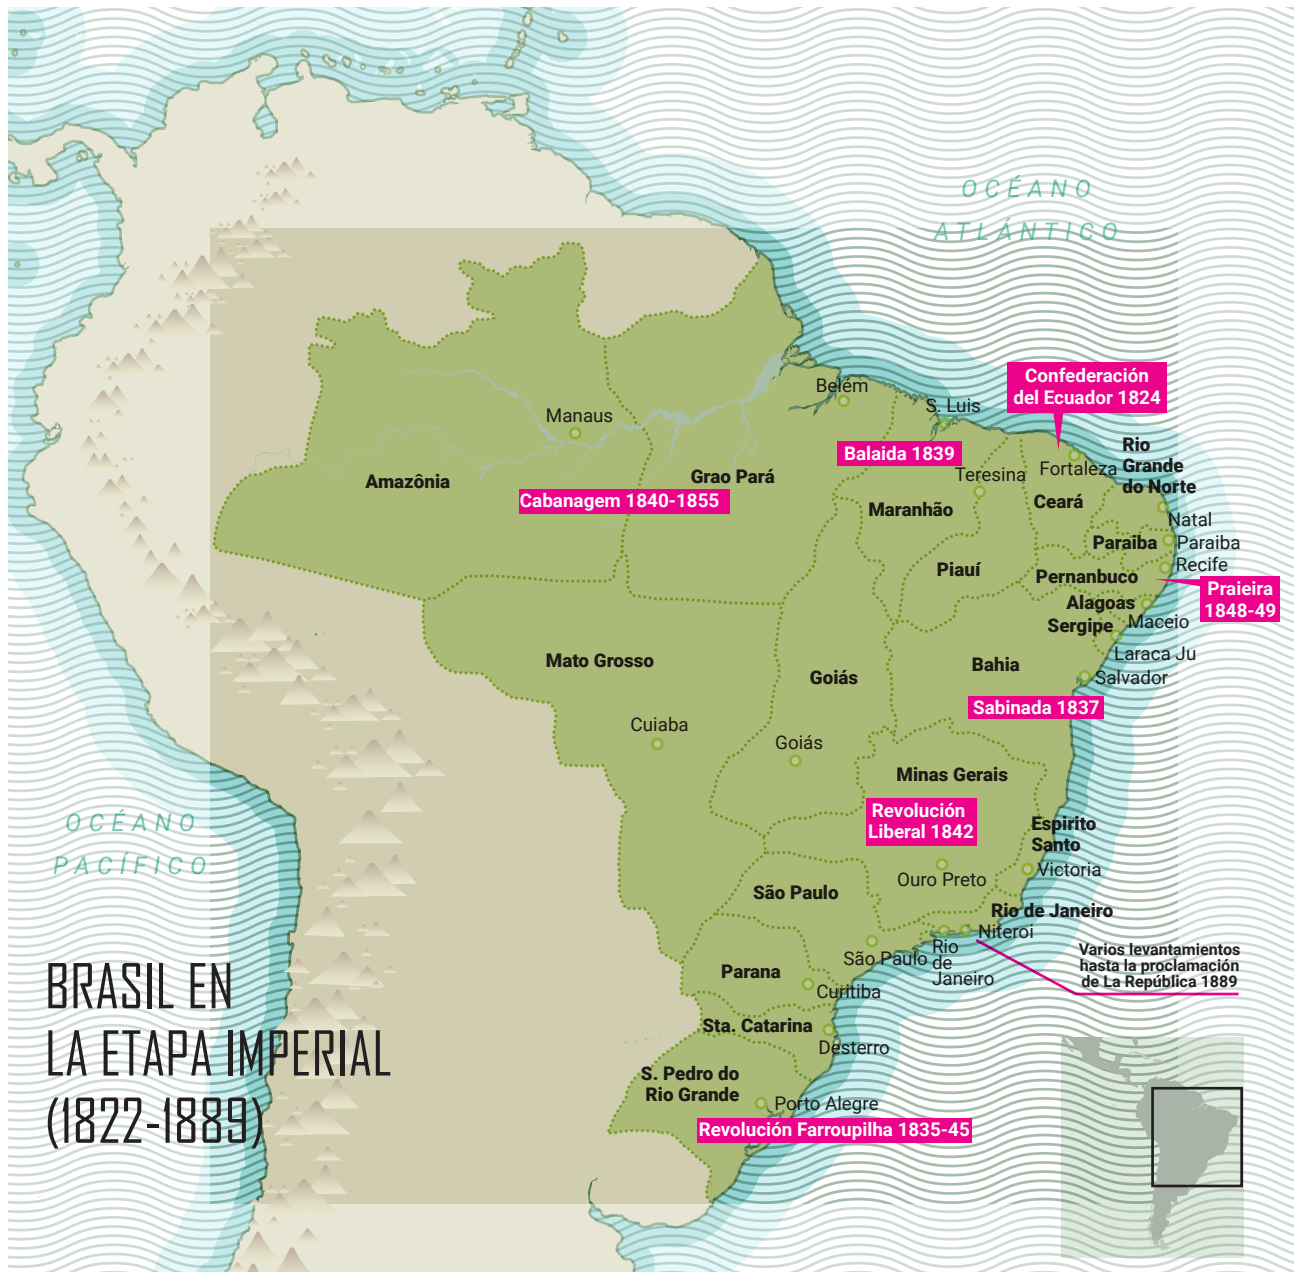 OCÉANO
ATLÁNTICO
Confederación
del Ecuador 1824
Belém
S. Luis
Manaus
Balaida 1839
Rio
Grande
do Norte
Fortaleza
Teresina
Amazônia
Grao Pará
Cabanagem 1840-1855
Maranhão
Ceará
Natal
Paraiba
Paraiba
Recife
Piauí
Pernanbuco
Praieira
1848-49
Alagoas
Maceio
Sergipe
Laraca Ju
Mato Grosso
Goiás
Bahia
Salvador
Sabinada 1837
Cuiaba
Goiás
Minas Gerais
Revolución
Liberal 1842
Espirito
Santo
OCÉANO
PACÍFICO
Victoria
Ouro Preto
São Paulo
Rio de Janeiro
Niteroi
São Paulo
Rio
de
Janeiro
Varios levantamientos
hasta la proclamación
de La República 1889
Parana
Curitiba
BRASIL EN
LA ETAPA IMPERIAL
(1822-1889)
Sta. Catarina
Desterro
S. Pedro do
Rio Grande
Porto Alegre
Revolución Farroupilha 1835-45